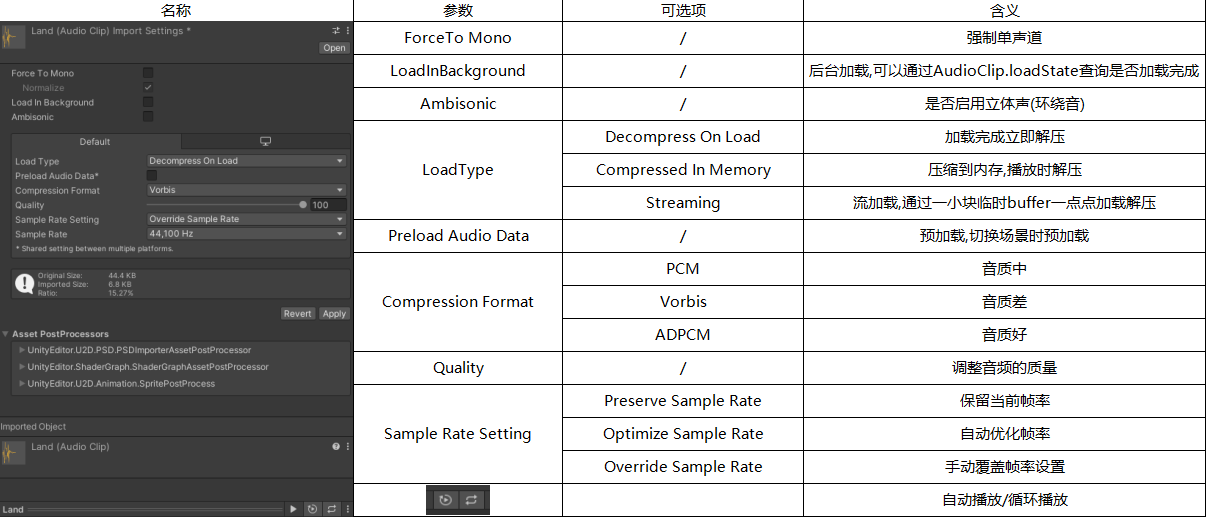 名称
参数
可选项
含义
Land (Audio Clip) Import Settings *
Open
Force To Mono
Normalize
Load In Background
Ambisonic
Default
Load Type
Decompress On Load
Preload Audio Data*
Compression Format
Vorbis
Quality
100
Sample Rate Setting
Override Sample Rate
Sample Rate
44,100 Hz
* Shared setting between multiple platforms.
Original Size: 44.4 KB
Imported Size: 6.8 KB
Ratio: 15.27%
Revert
Apply
Asset PostProcessors
UnityEditor.U2D.PSD.PSDImporterAssetPostProcessor
UnityEditor.ShaderGraph.ShaderGraphAssetPostProcessor
UnityEditor.U2D.Animation.SpritePostProcess
Imported Object
Land (Audio Clip)
Land
ForceTo Mono
/
强制单声道
LoadInBackground
/
后台加载,可以通过AudioClip.loadState查询是否加载完成
Ambisonic
/
是否启用立体声(环绕音)
LoadType
Decompress On Load
加载完成立即解压
Compressed In Memory
压缩到内存,播放时解压
Streaming
流加载,通过一小块临时buffer一点点加载解压
Preload Audio Data
/
预加载,切换场景时预加载
Compression Format
PCM
音质中
Vorbis
音质差
ADPCM
音质好
Quality
/
调整音频的质量
Sample Rate Setting
Preserve Sample Rate
保留当前帧率
Optimize Sample Rate
自动优化帧率
Override Sample Rate
手动覆盖帧率设置
自动播放/循环播放